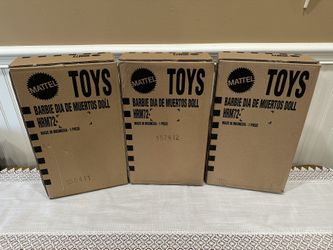 MATTEL
TOYS
BARBIE DIA DE MUERTOS DOLL
HRM72
MADE IN INDONESIA - 1 PIECE
MATTEL
TOYS
BARBIE DIA DE MUERTOS DOLL
HRM72
MADE IN INDONESIA - 1 PIECE
MATTEL
TOYS
BARBIE DIA DE MUERTOS DOLL
HRM72
MADE IN INDONESIA - 1 PIECE